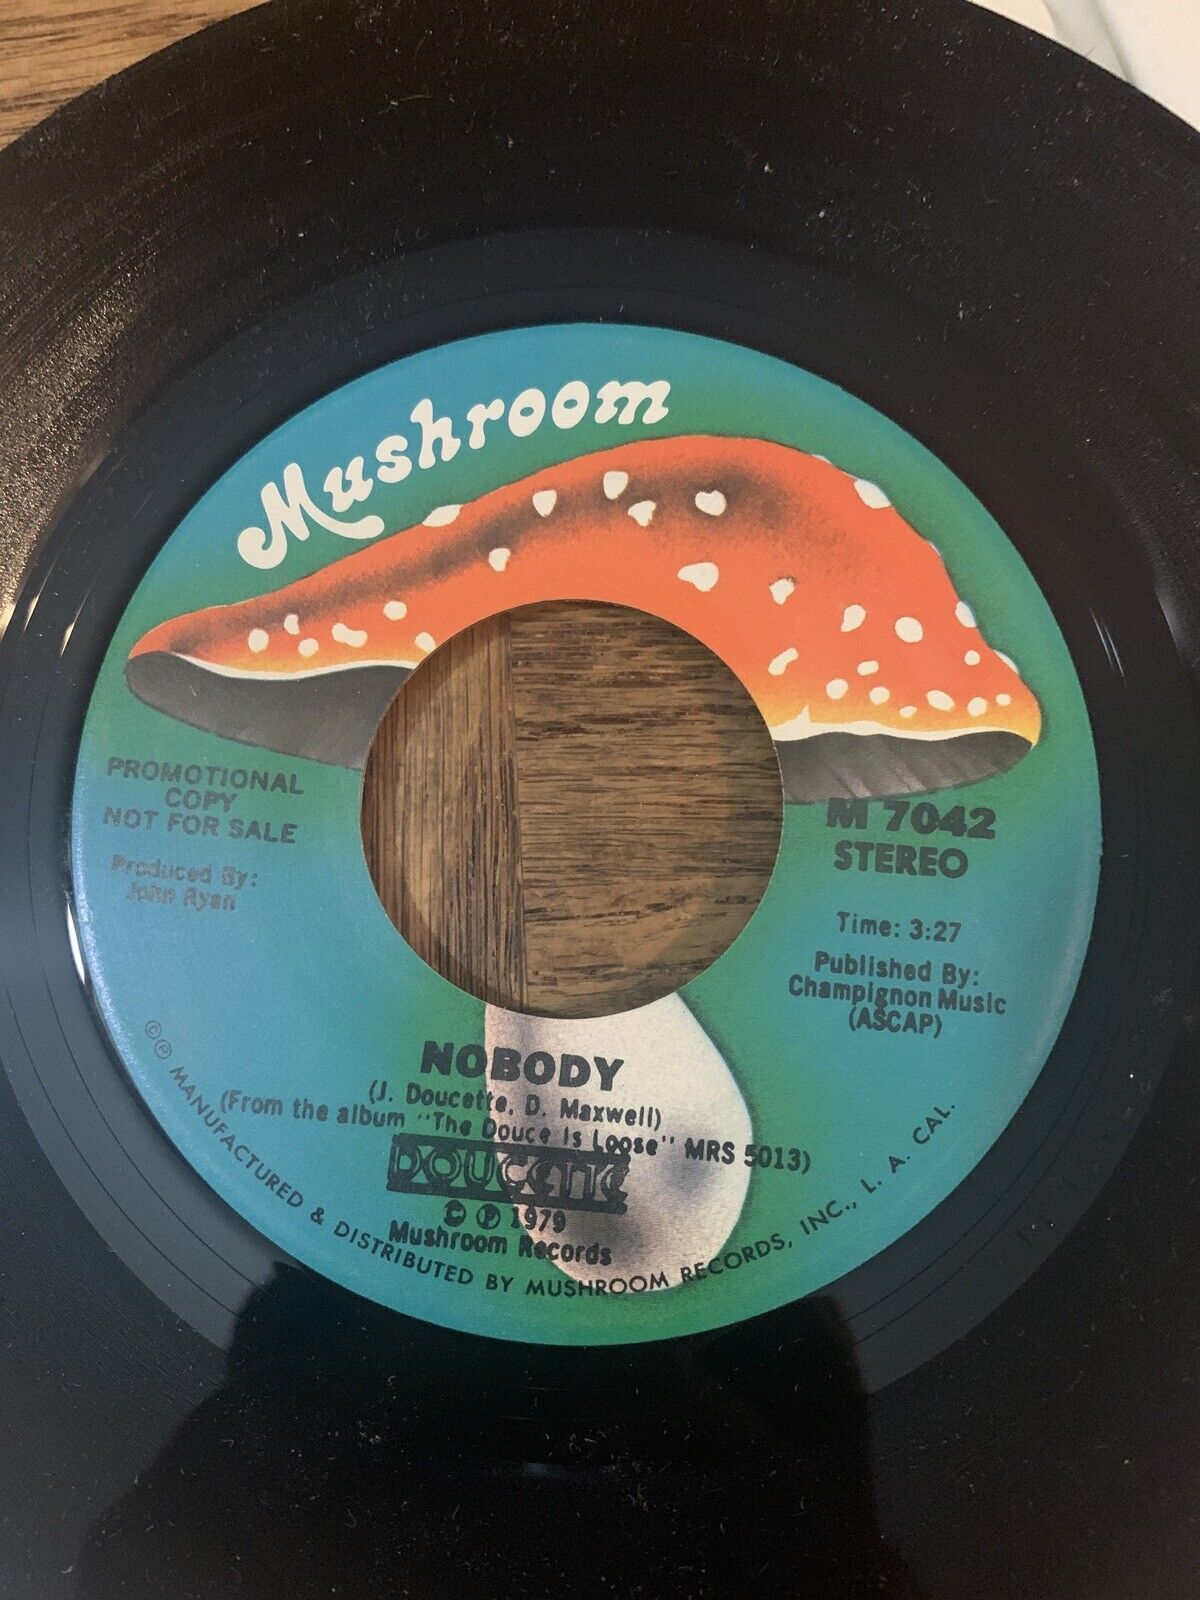 Mushroom
PROMOTIONAL
COPY
NOT FOR SALE
Produced By:
John Ryan
M 7042
STEREO
Time: 3:27
Published By:
Champignon Music
(ASCAP)
NOBODY
(J. Doucette, D. Maxwell)
(From the album "The Douce is Loose" MRS 5013)
DOUCETTE
© ℗ 1979
Mushroom Records
©℗ MANUFACTURED & DISTRIBUTED BY MUSHROOM RECORDS, INC., L. A. CAL.